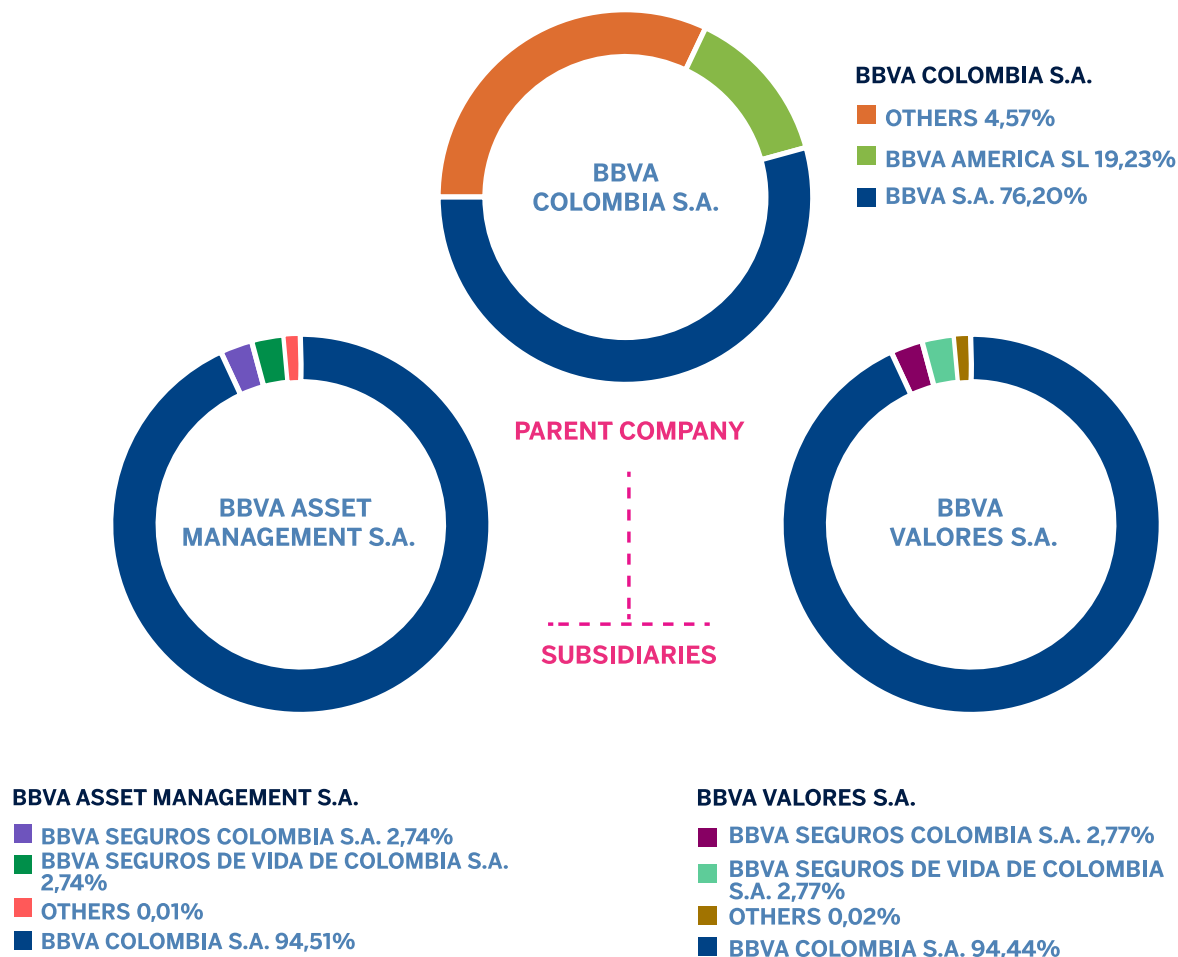 BBVA
COLOMBIA S.A.
BBVA COLOMBIA S.A.
OTHERS 4,57%
BBVA AMERICA SL 19,23%
BBVA S.A. 76,20%
PARENT COMPANY
SUBSIDIARIES
BBVA ASSET
MANAGEMENT S.A.
BBVA
VALORES S.A.
BBVA ASSET MANAGEMENT S.A.
BBVA SEGUROS COLOMBIA S.A. 2,74%
BBVA SEGUROS DE VIDA DE COLOMBIA S.A.
2,74%
OTHERS 0,01%
BBVA COLOMBIA S.A. 94,51%
BBVA VALORES S.A.
BBVA SEGUROS COLOMBIA S.A. 2,77%
BBVA SEGUROS DE VIDA DE COLOMBIA
S.A. 2,77%
OTHERS 0,02%
BBVA COLOMBIA S.A. 94,44%